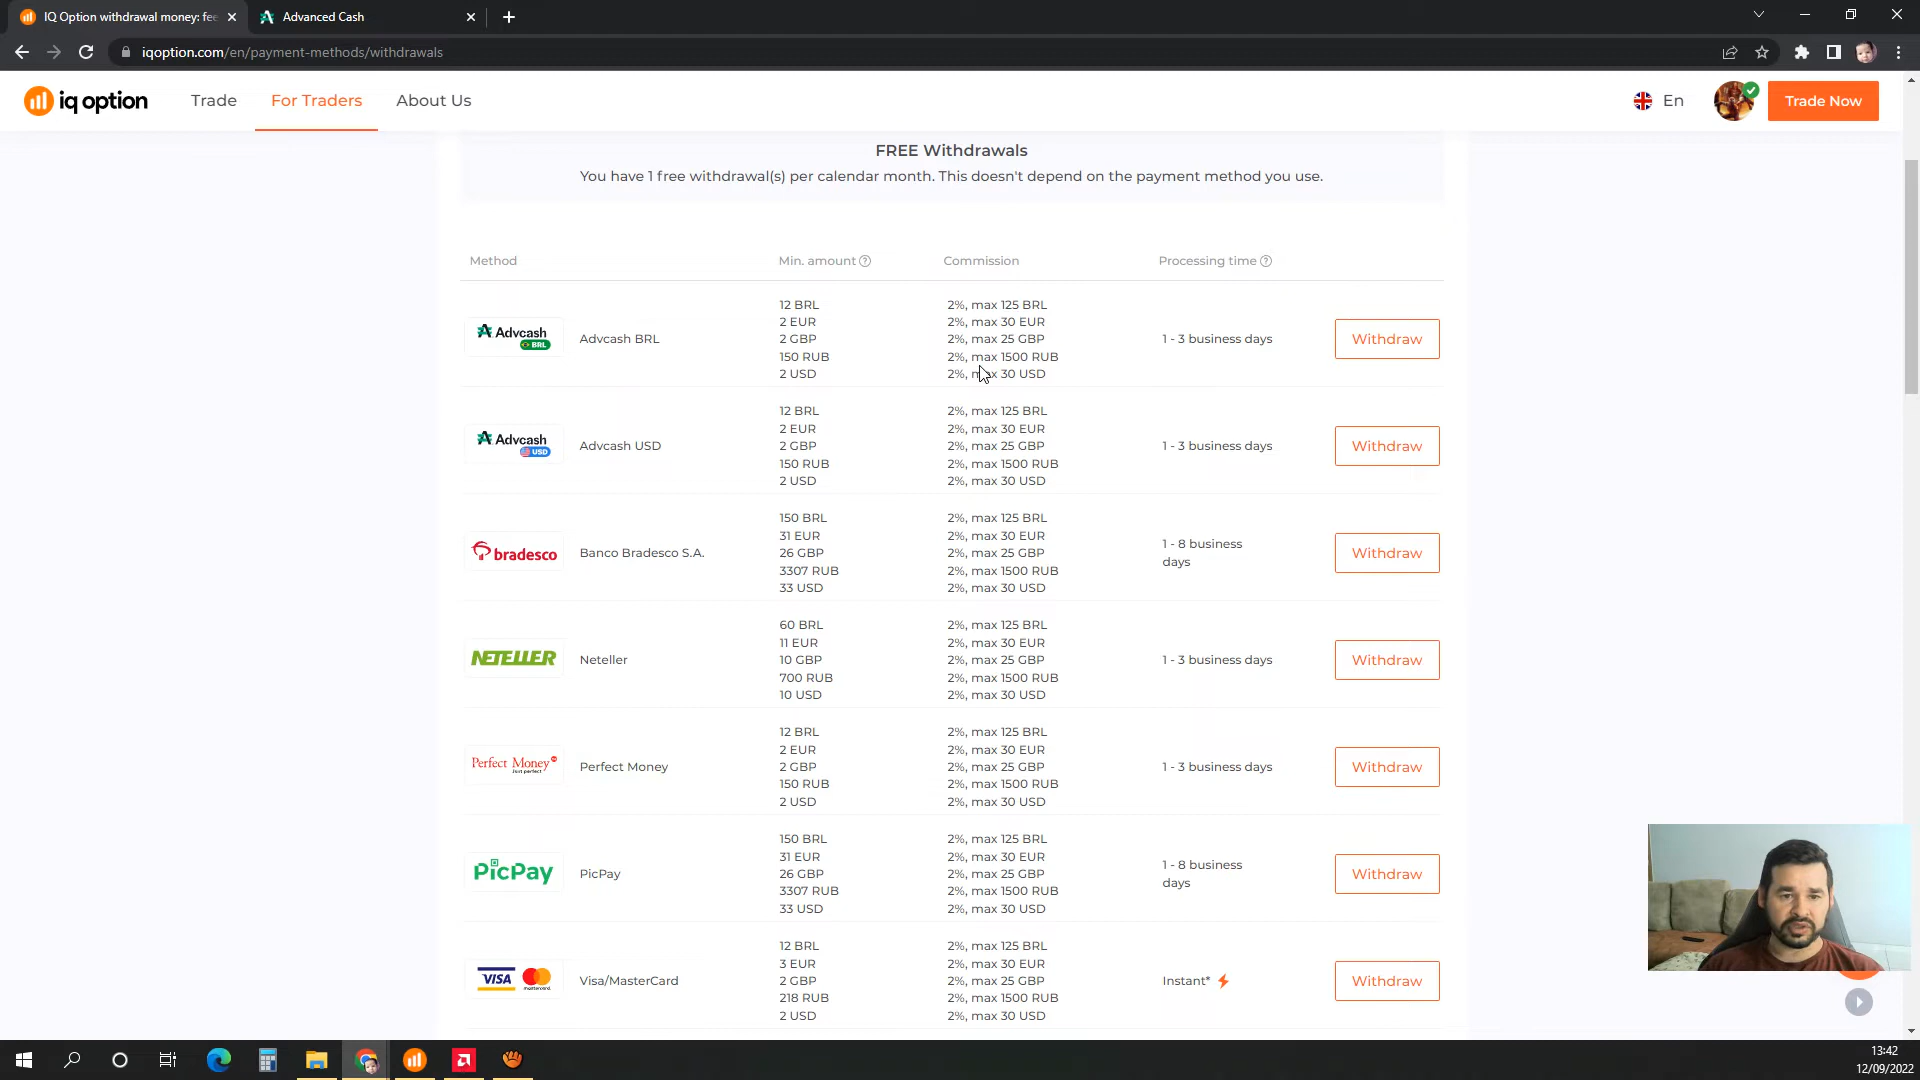 IQ Option withdrawal money: fee
Advanced Cash
iqoption.com/en/payment-methods/withdrawals
iq option
Trade
For Traders
About Us
En
Trade Now
FREE Withdrawals
You have 1 free withdrawal(s) per calendar month. This doesn't depend on the payment method you use.
Method
Min. amount
Commission
Processing time
Advcash
BRL
Advcash BRL
12 BRL
2 EUR
2 GBP
150 RUB
2 USD
2%, max 125 BRL
2%, max 30 EUR
2%, max 25 GBP
2%, max 1500 RUB
2%, max 30 USD
1 - 3 business days
Withdraw
Advcash
USD
Advcash USD
12 BRL
2 EUR
2 GBP
150 RUB
2 USD
2%, max 125 BRL
2%, max 30 EUR
2%, max 25 GBP
2%, max 1500 RUB
2%, max 30 USD
1 - 3 business days
Withdraw
bradesco
Banco Bradesco S.A.
150 BRL
31 EUR
26 GBP
3307 RUB
33 USD
2%, max 125 BRL
2%, max 30 EUR
2%, max 25 GBP
2%, max 1500 RUB
2%, max 30 USD
1 - 8 business
days
Withdraw
NETELLER
Neteller
60 BRL
11 EUR
10 GBP
700 RUB
10 USD
2%, max 125 BRL
2%, max 30 EUR
2%, max 25 GBP
2%, max 1500 RUB
2%, max 30 USD
1 - 3 business days
Withdraw
Perfect Money
Just perfect
Perfect Money
12 BRL
2 EUR
2 GBP
150 RUB
2 USD
2%, max 125 BRL
2%, max 30 EUR
2%, max 25 GBP
2%, max 1500 RUB
2%, max 30 USD
1 - 3 business days
Withdraw
PicPay
PicPay
150 BRL
31 EUR
26 GBP
3307 RUB
33 USD
2%, max 125 BRL
2%, max 30 EUR
2%, max 25 GBP
2%, max 1500 RUB
2%, max 30 USD
1 - 8 business
days
Withdraw
VISA
mastercard
Visa/MasterCard
12 BRL
3 EUR
2 GBP
218 RUB
2 USD
2%, max 125 BRL
2%, max 30 EUR
2%, max 25 GBP
2%, max 1500 RUB
2%, max 30 USD
Instant*
Withdraw
13:42
12/09/2022